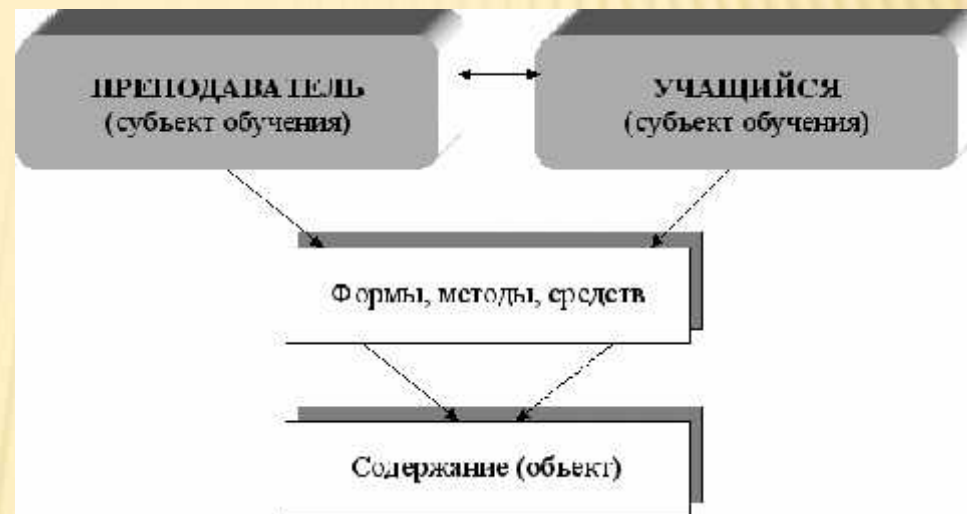 ПРЕПОДАВАТЕЛЬ
(субъект обучения)
УЧАЩИЙСЯ
(субъект обучения)
Формы, методы, средств
Содержание (объект)